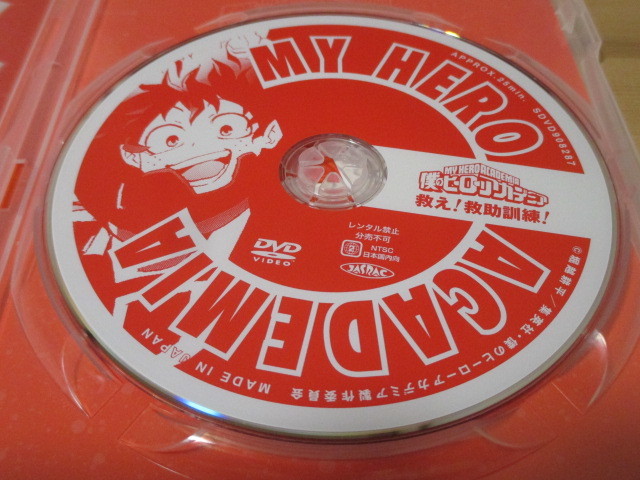 MY HERO
ACADEMIA
APPROX.25min. SDVD908287
MY HERO ACADEMIA
僕のヒーローアカデミア
救え!救助訓練!
レンタル禁止
分売不可
DVD
VIDEO
2
NTSC
日本国内向
JASRAC
©堀越耕平/集英社・僕のヒーローアカデミア製作委員会
MADE IN JAPAN